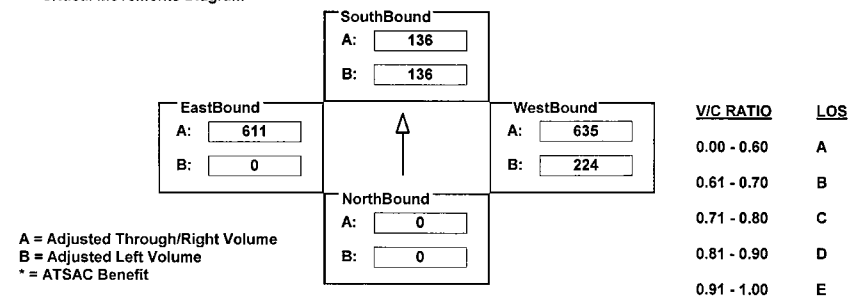 SouthBound
A: 136
B: 136
EastBound
A: 611
B: 0
WestBound
A: 635
B: 224
NorthBound
A: 0
B: 0
A = Adjusted Through/Right Volume
B = Adjusted Left Volume
* = ATSAC Benefit
V/C RATIO LOS
0.00 - 0.60 A
0.61 - 0.70 B
0.71 - 0.80 C
0.81 - 0.90 D
0.91 - 1.00 E